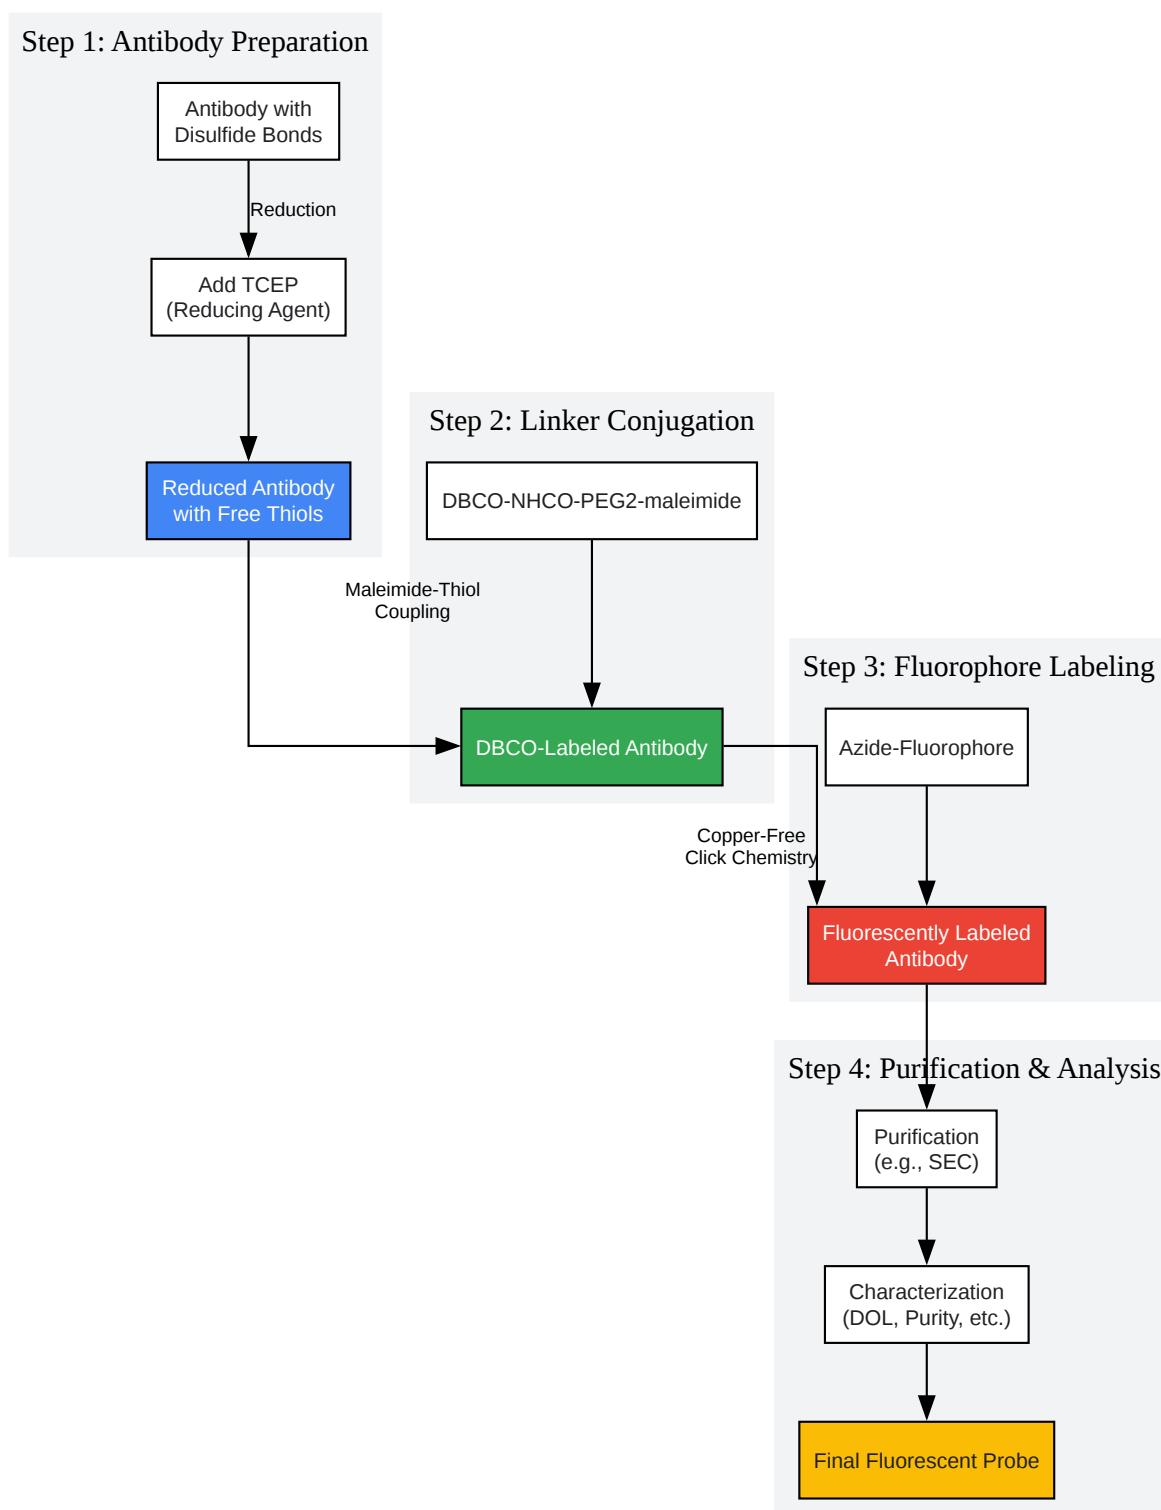 Step 1: Antibody Preparation
Antibody with
Disulfide Bonds
Reduction
Add TCEP
(Reducing Agent)
Reduced Antibody
with Free Thiols
Maleimide-Thiol
Coupling
Step 2: Linker Conjugation
DBCO-NHCO-PEG2-maleimide
DBCO-Labeled Antibody
Copper-Free
Click Chemistry
Step 3: Fluorophore Labeling
Azide-Fluorophore
Fluorescently Labeled
Antibody
Step 4: Purification & Analysis
Purification
(e.g., SEC)
Characterization
(DOL, Purity, etc.)
Final Fluorescent Probe